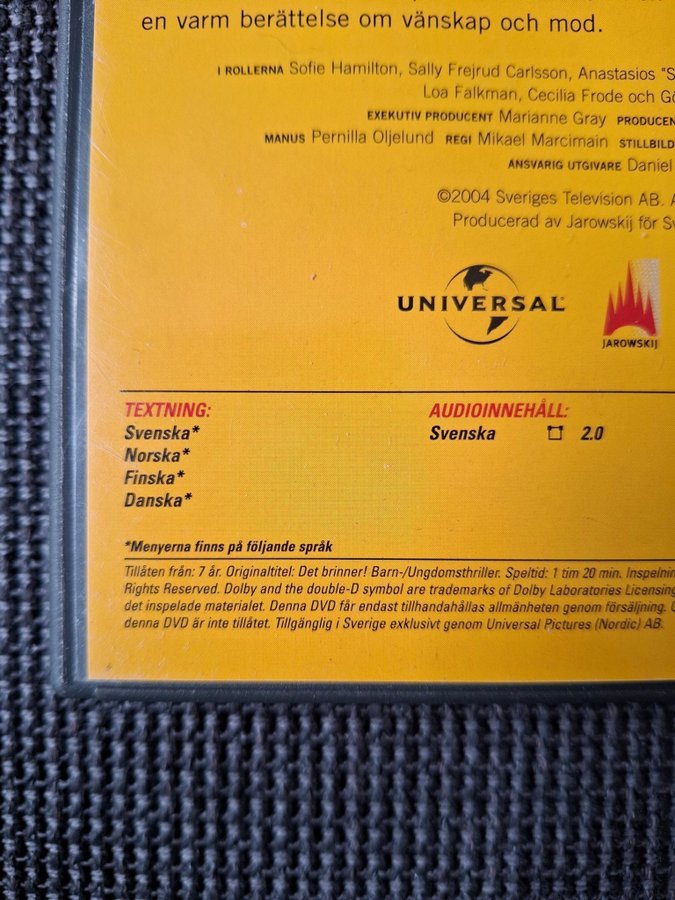 en varm berättelse om vänskap och mod.
I ROLLERNA Sofie Hamilton, Sally Frejrud Carlsson, Anastasios "S
Loa Falkman, Cecilia Frode och Gö
EXEKUTIV PRODUCENT Marianne Gray PRODUCEN
MANUS Pernilla Oljelund REGI Mikael Marcimain STILLBILD
ANSVARIG UTGIVARE Daniel
©2004 Sveriges Television AB. A
Producerad av Jarowskij för Sv
UNIVERSAL
JAROWSKIJ
TEXTNING:
Svenska*
Norska*
Finska*
Danska*
AUDIOINNEHÅLL:
Svenska 2.0
*Menyerna finns på följande språk
Tillåten från: 7 år. Originaltitel: Det brinner! Barn-/Ungdomsthriller. Speltid: 1 tim 20 min. Inspelnin
Rights Reserved. Dolby and the double-D symbol are trademarks of Dolby Laboratories Licensing
det inspelade materialet. Denna DVD får endast tillhandahållas allmänheten genom försäljning. U
denna DVD är inte tillåtet. Tillgänglig i Sverige exklusivt genom Universal Pictures (Nordic) AB.